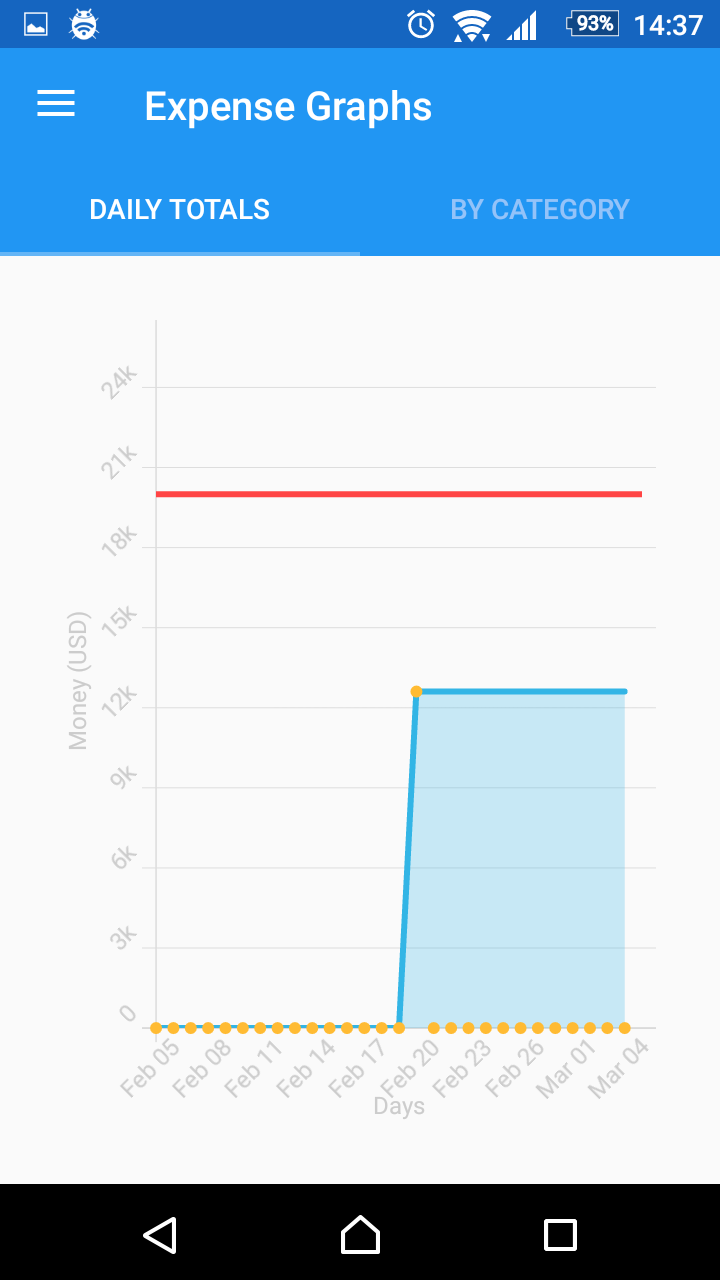 93% 14:37
Expense Graphs
DAILY TOTALS BY CATEGORY
24k
21k
18k
15k
12k
9k
6k
3k
0
Money (USD)
Feb 05 Feb 08 Feb 11 Feb 14 Feb 17 Feb 20 Feb 23 Feb 26 Mar 01 Mar 04
Days